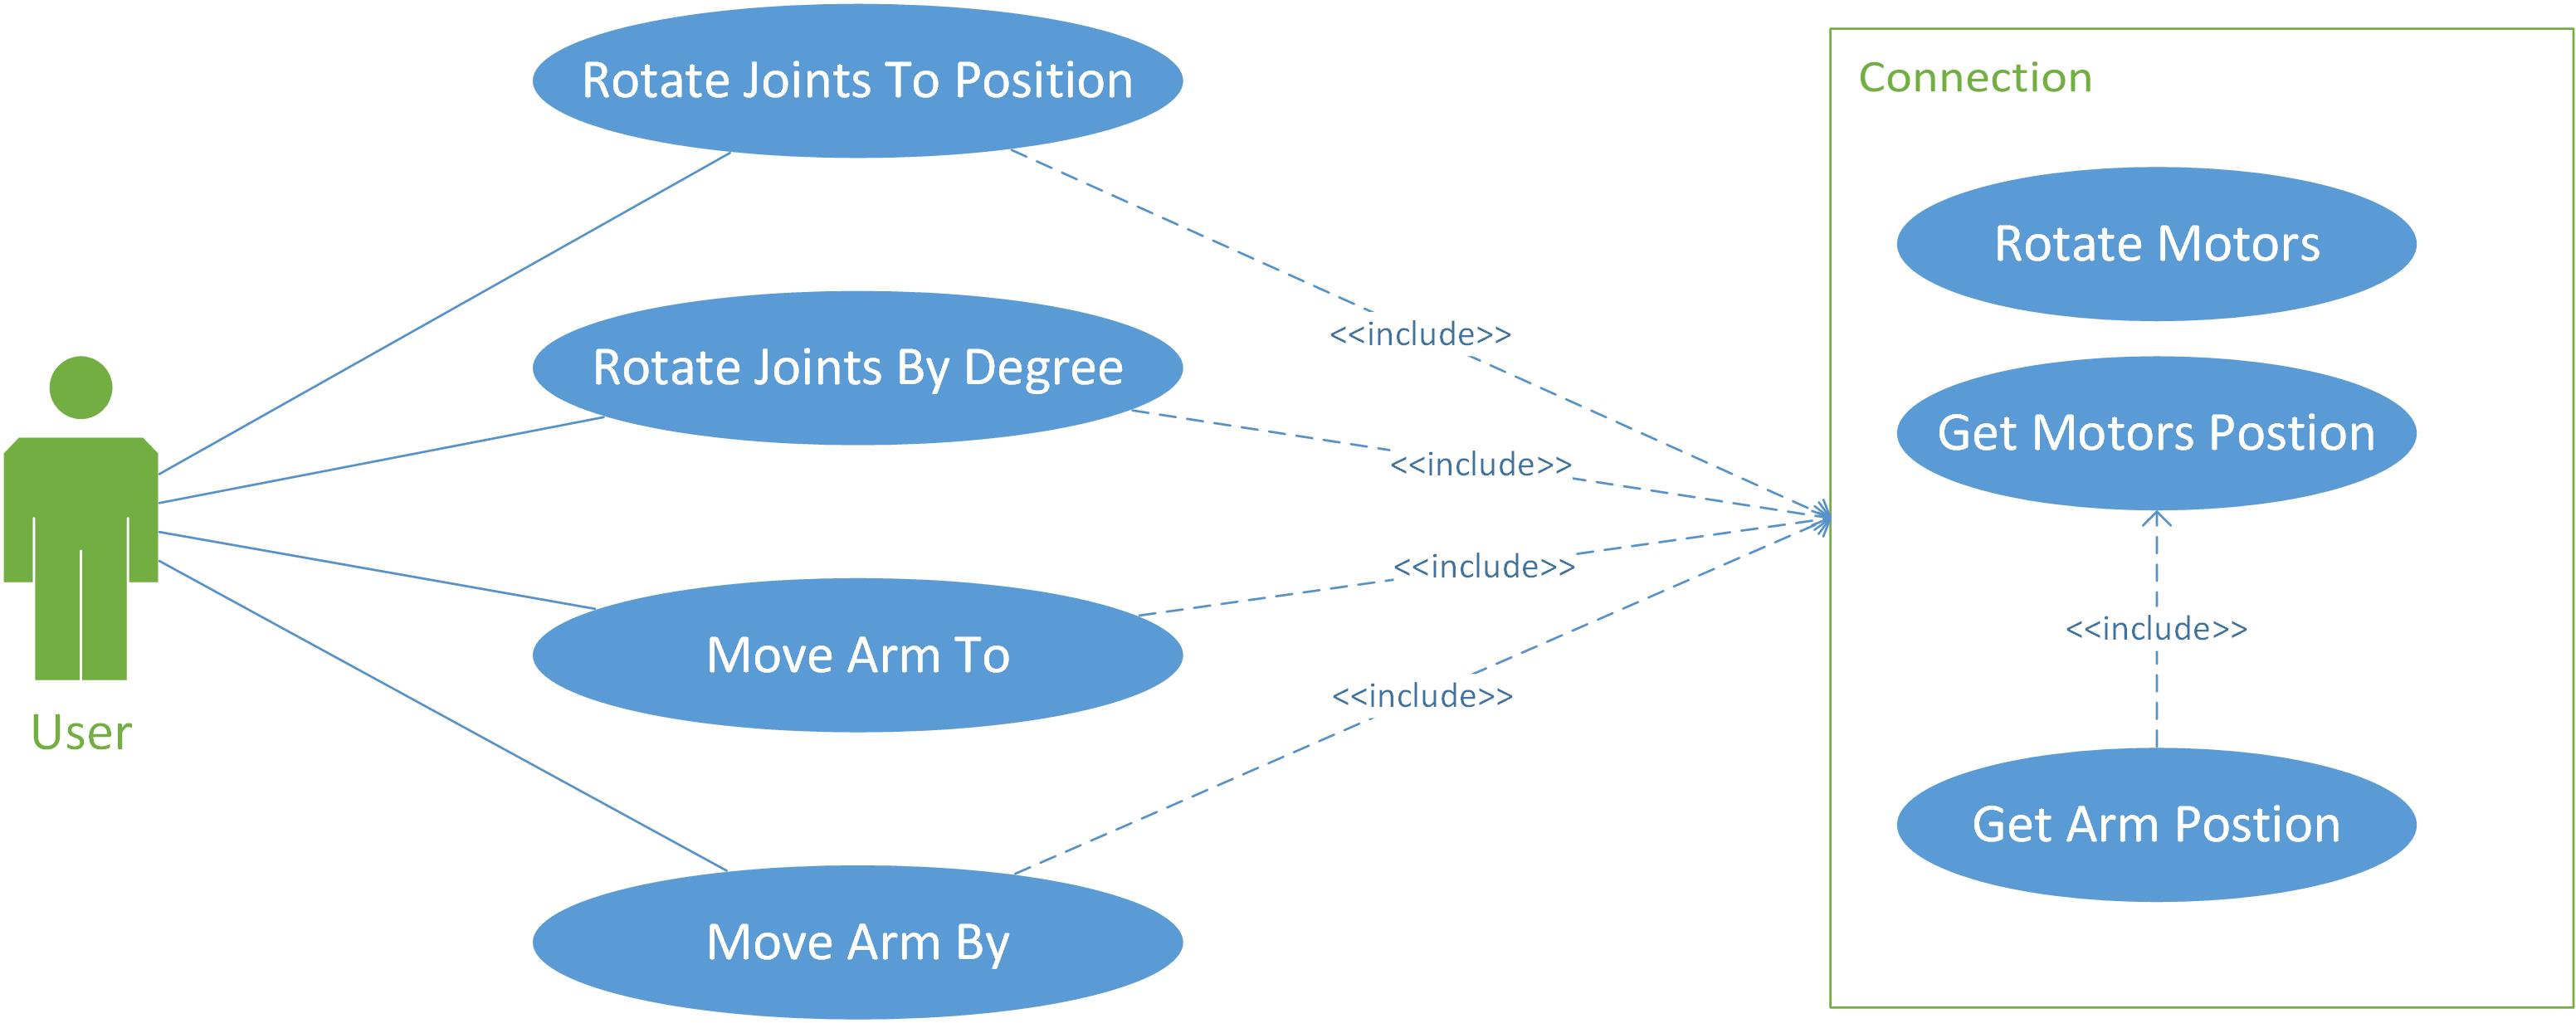 Rotate Joints To Position
Rotate Joints By Degree
Move Arm To
Move Arm By
User
<<include>>
<<include>>
<<include>>
<<include>>
Connection
Rotate Motors
Get Motors Postion
<<include>>
Get Arm Postion